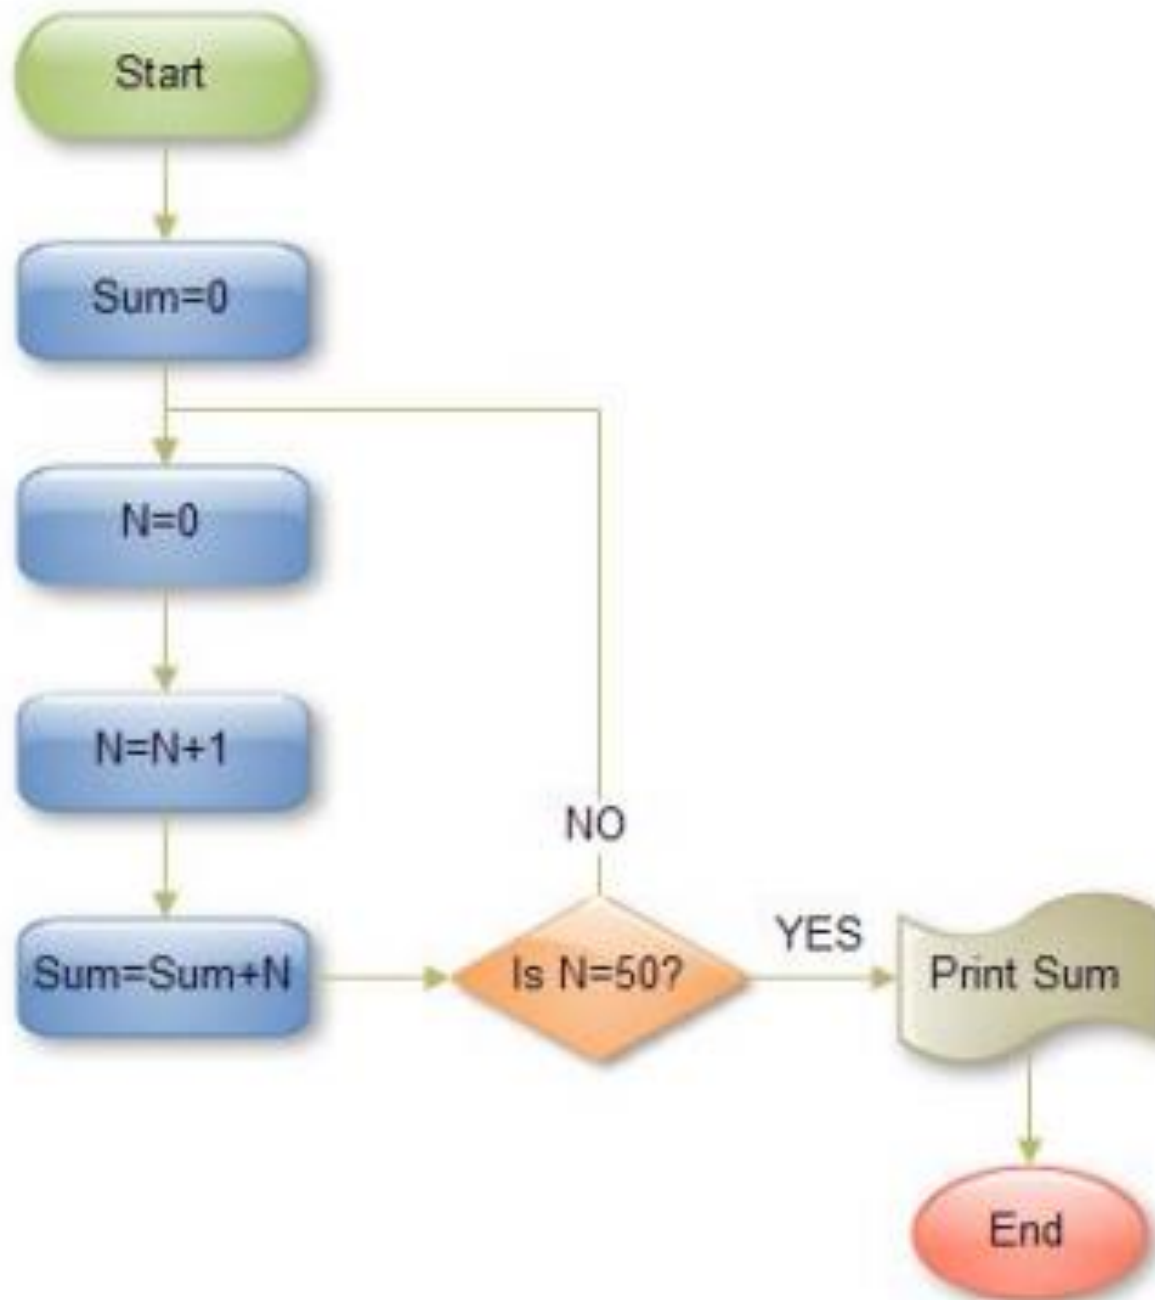 Start
Sum=0
N=0
N=N+1
NO
Sum=Sum+N
Is N=50?
YES
Print Sum
End